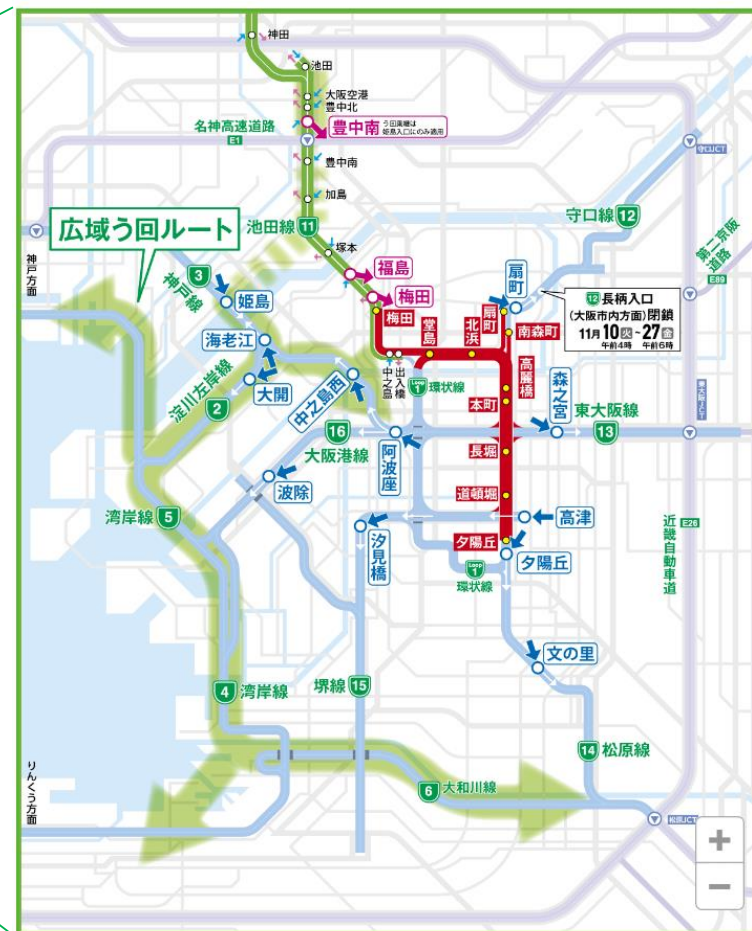 神田
池田
大阪空港
豊中北
名神高速道路
E1
豊中南
う回乗継は
姫島入口にのみ適用
守口JCT
豊中南
加島
広域う回ルート
池田線
11
守口線
12
第二京阪
道路
E89
神戸方面
3
神戸線
塚本
福島
梅田
姫島
扇町
12 長柄入口
(大阪市内方面)閉鎖
11月10火~27金
午前4時 午前6時
梅田
堂島
北浜
扇町
南森町
海老江
中之島
出入橋
Loop
1
環状線
高麗橋
淀川左岸線
2
大開
中之島西
本町
森之宮
東大阪線
13
東大阪JCT
16
大阪港線
阿波座
長堀
波除
道頓堀
湾岸線
5
高津
汐見橋
夕陽丘
夕陽丘
Loop
1
環状線
近畿自動車道
E26
文の里
4
湾岸線
堺線
15
14
松原線
りんくう方面
6
大和川線
松原JCT
+
−